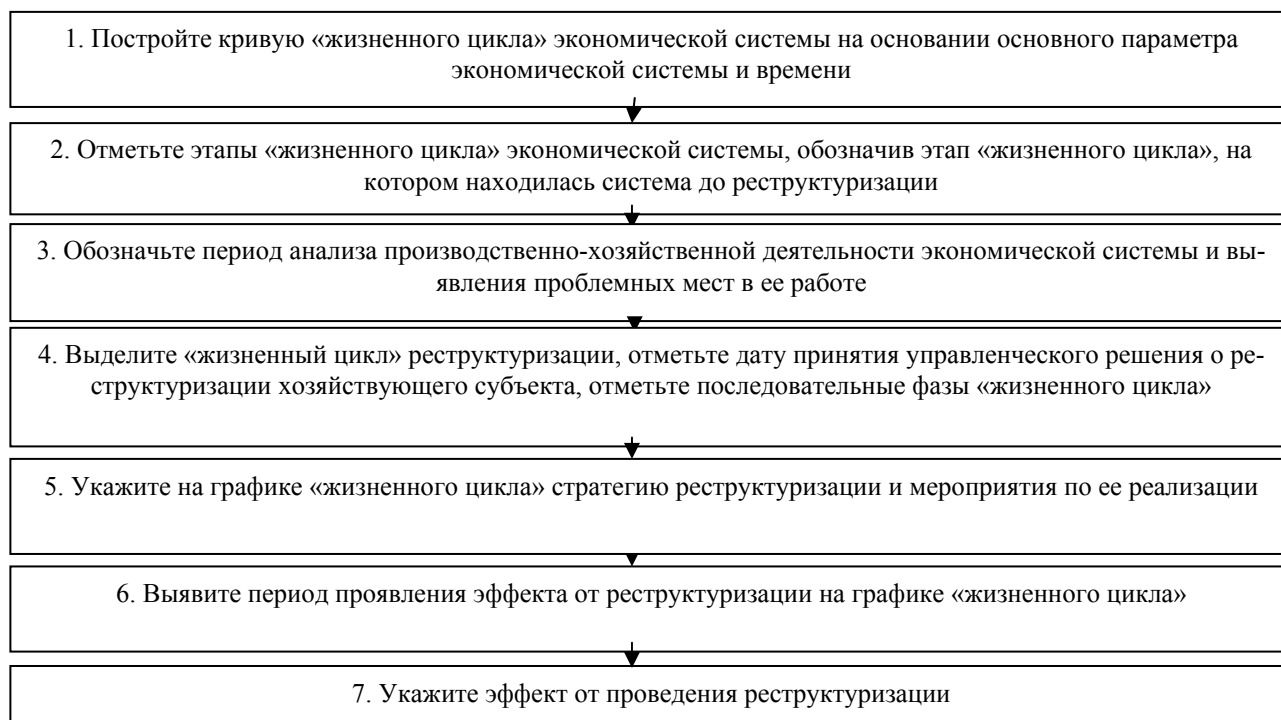 1. Постройте кривую «жизненного цикла» экономической системы на основании основного параметра
экономической системы и времени
2. Отметьте этапы «жизненного цикла» экономической системы, обозначив этап «жизненного цикла», на
котором находилась система до реструктуризации
3. Обозначьте период анализа производственно-хозяйственной деятельности экономической системы и вы-
явления проблемных мест в ее работе
4. Выделите «жизненный цикл» реструктуризации, отметьте дату принятия управленческого решения о ре-
структуризации хозяйствующего субъекта, отметьте последовательные фазы «жизненного цикла»
5. Укажите на графике «жизненного цикла» стратегию реструктуризации и мероприятия по ее реализации
6. Выявите период проявления эффекта от реструктуризации на графике «жизненного цикла»
7. Укажите эффект от проведения реструктуризации